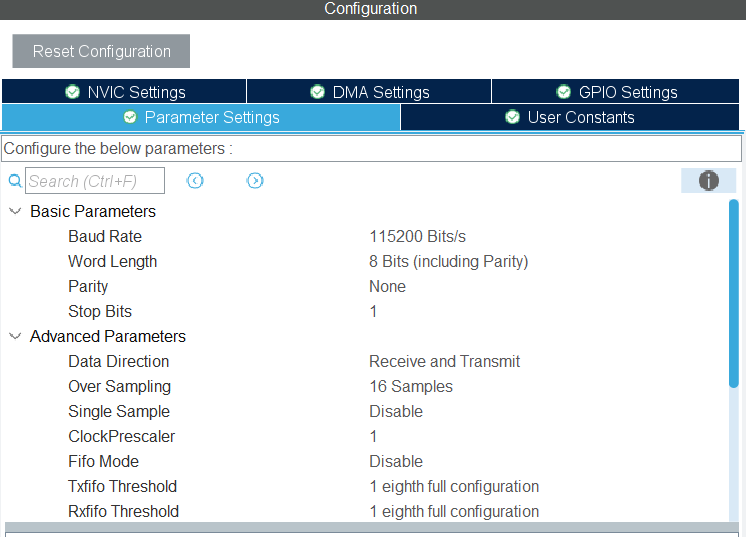 Configuration
Reset Configuration
NVIC Settings DMA Settings GPIO Settings
Parameter Settings User Constants
Configure the below parameters :
Search (Ctrl+F)
Basic Parameters
Baud Rate 115200 Bits/s
Word Length 8 Bits (including Parity)
Parity None
Stop Bits 1
Advanced Parameters
Data Direction Receive and Transmit
Over Sampling 16 Samples
Single Sample Disable
ClockPrescaler 1
Fifo Mode Disable
Txfifo Threshold 1 eighth full configuration
Rxfifo Threshold 1 eighth full configuration